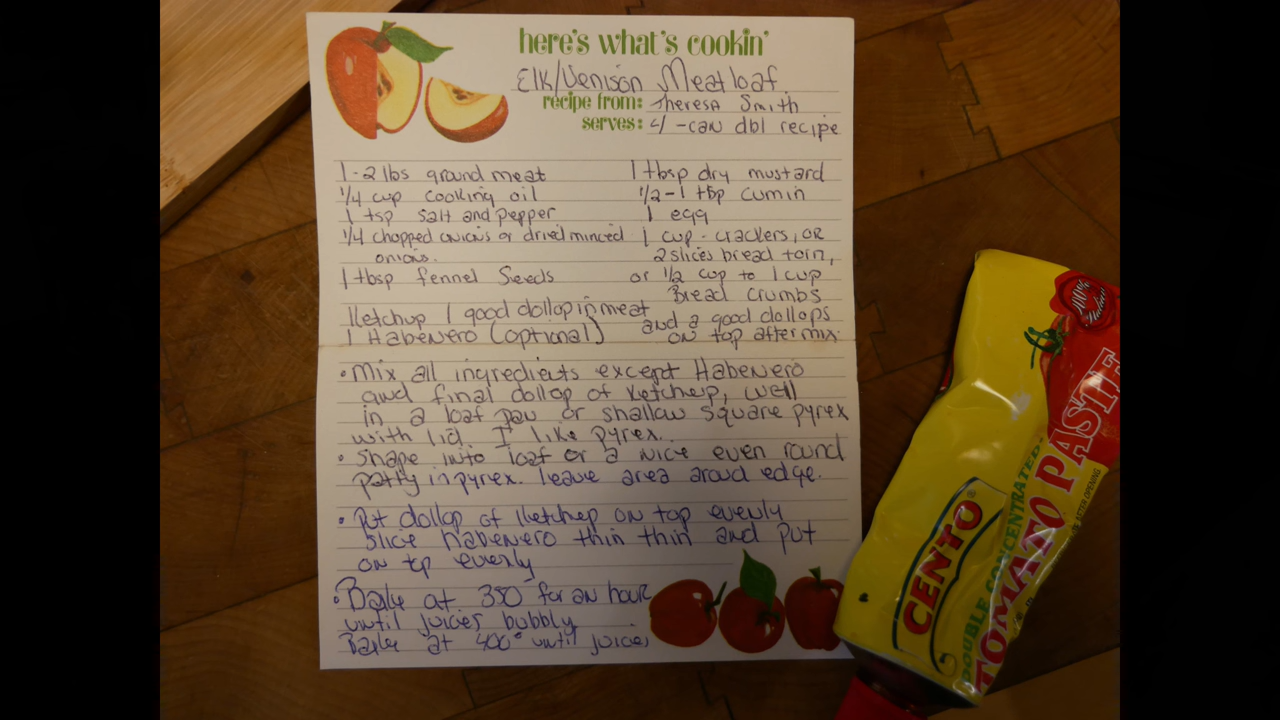 here's what's cookin'
Elk/Venison Meatloaf
recipe from: Theresa Smith
serves: 4 -can dbl recipe
1-2 lbs ground meat
1/4 cup cooking oil
1 tsp salt and pepper
1/4 chopped onions or dried minced
onions.
1 tbsp fennel Seeds
Ketchup 1 good dollop in meat
1 Habenero (optional)
1 tbsp dry mustard
1/2-1 tbp cumin
1 egg
1 cup - crackers, OR
2 slices bread torn,
or 1/2 cup to 1 cup
Bread crumbs
and a good dollops
on top after mix
• Mix all ingredients except Habenero
and final dollop of ketchup, well
in a loaf pan or shallow square pyrex
with lid. I like pyrex.
• Shape into loaf or a nice even round
patty in pyrex. leave area aroud edge.
• Put dollop of ketchup on top evenly
slice habenero thin thin and put
on top evenly
• Bake at 350 for an hour
until juices bubbly
Bake at 400° until juices
100%
CENTO
DOUBLE CONCENTRATED
TOMATO PASTE
AFTER OPENING